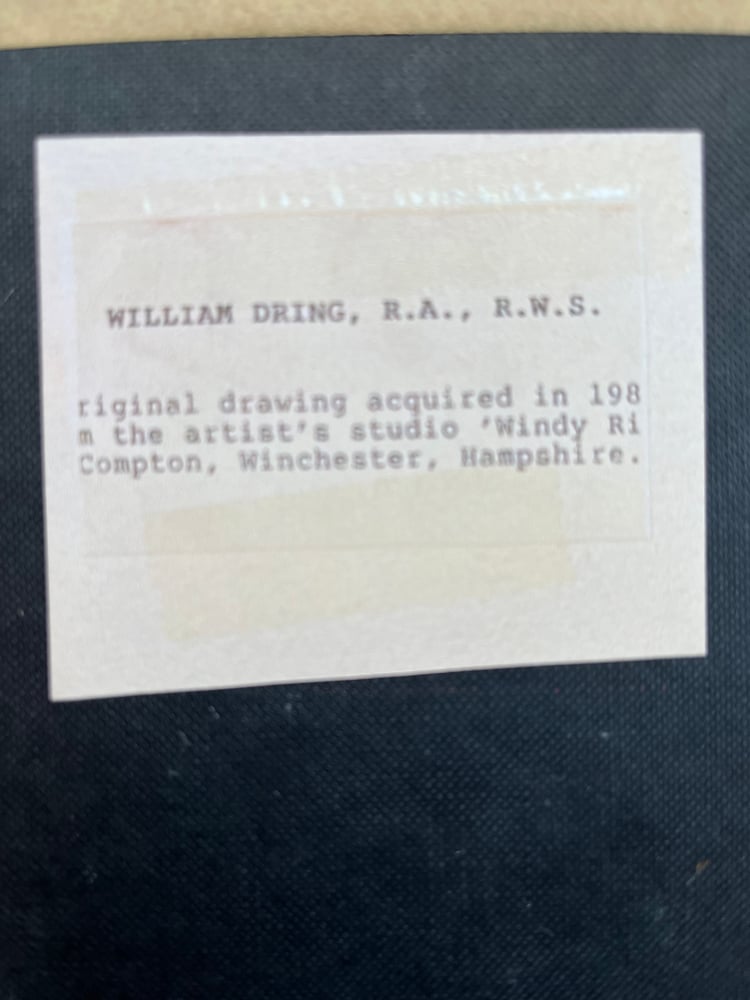 WILLIAM DRING, R.A., R.W.S.
riginal drawing acquired in 198
m the artist's studio 'Windy Ri
Compton, Winchester, Hampshire.